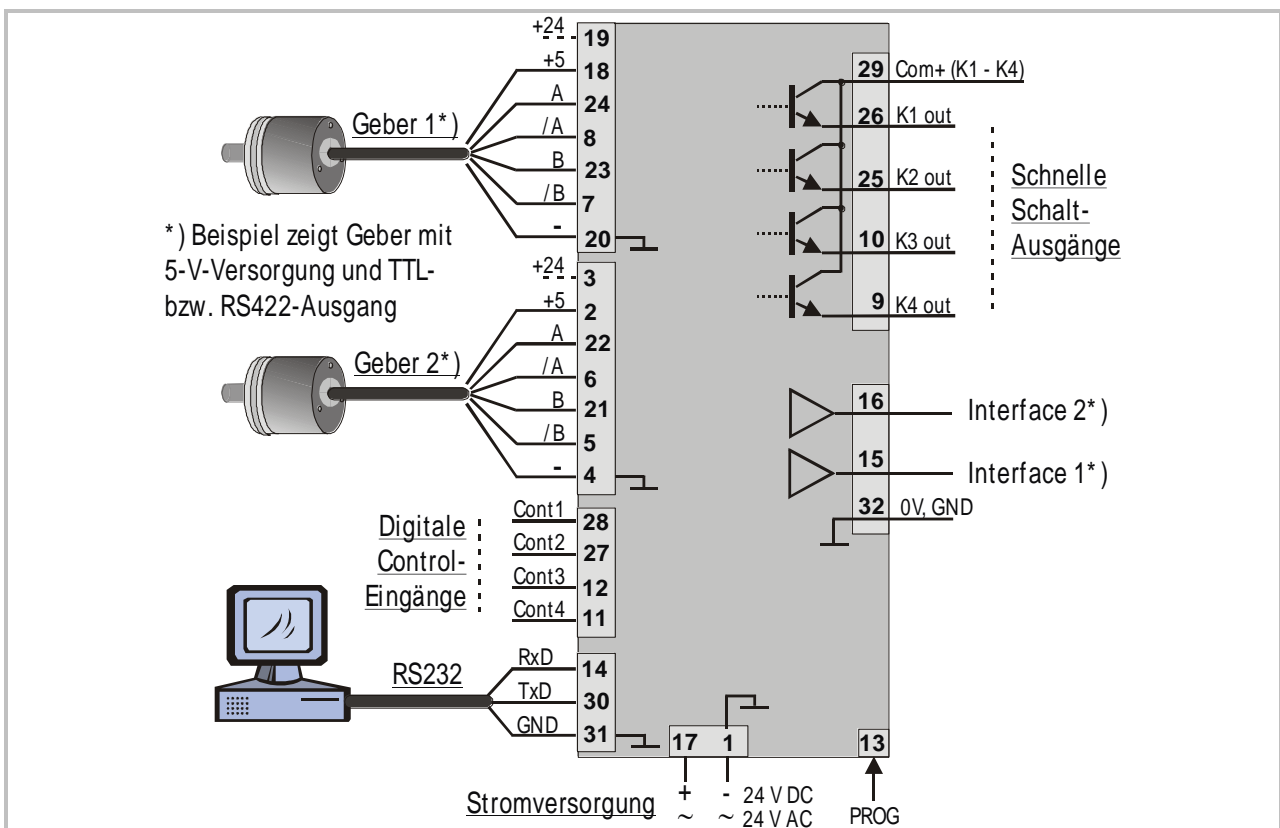 +24 19
+5 18
A 24
/A 8
B 23
/B 7
- 20
Geber 1*)
*) Beispiel zeigt Geber mit
5-V-Versorgung und TTL-
bzw. RS422-Ausgang
+24 3
+5 2
A 22
/A 6
B 21
/B 5
- 4
Geber 2*)
Digitale
Control-
Eingänge
Cont1 28
Cont2 27
Cont3 12
Cont4 11
RS232
RxD 14
TxD 30
GND 31
29 Com+ (K1 - K4)
26 K1 out
25 K2 out
10 K3 out
9 K4 out
Schnelle
Schalt-
Ausgänge
16 Interface 2*)
15 Interface 1*)
32 0V, GND
17 1
13
Stromversorgung
+ - 24 V DC
~ ~ 24 V AC
PROG